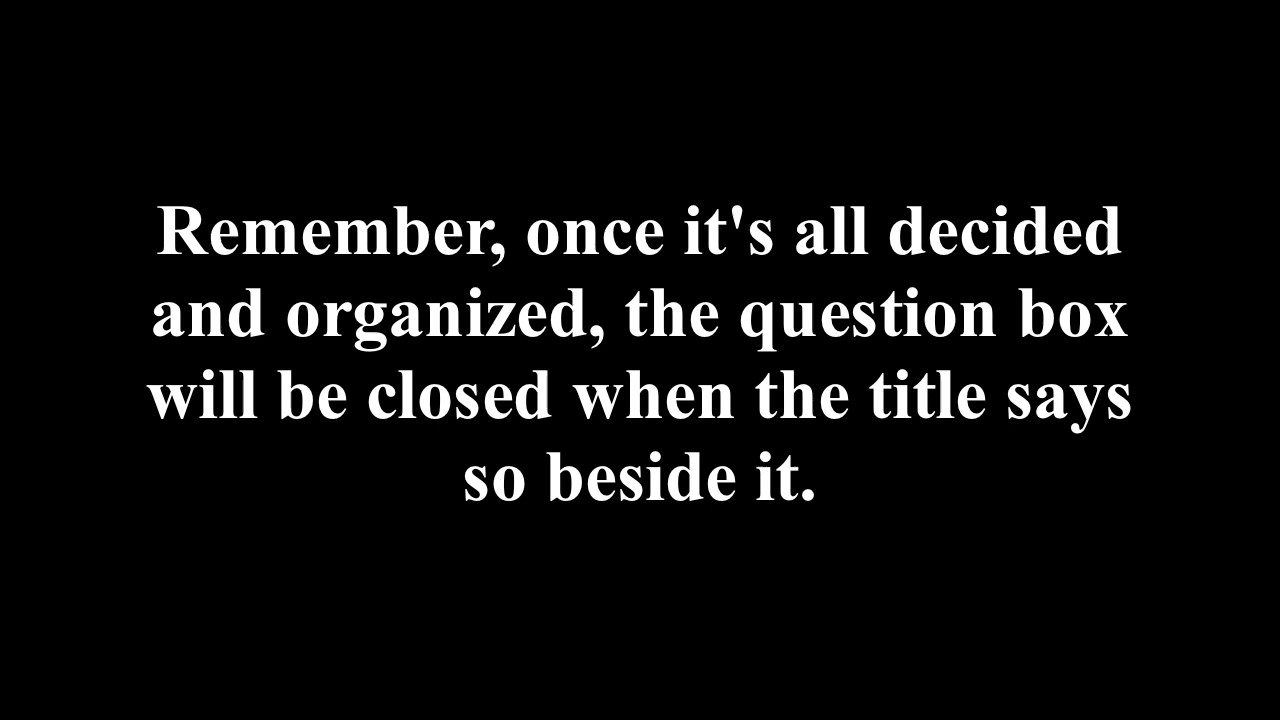 Remember, once it's all decided
and organized, the question box
will be closed when the title says
so beside it.